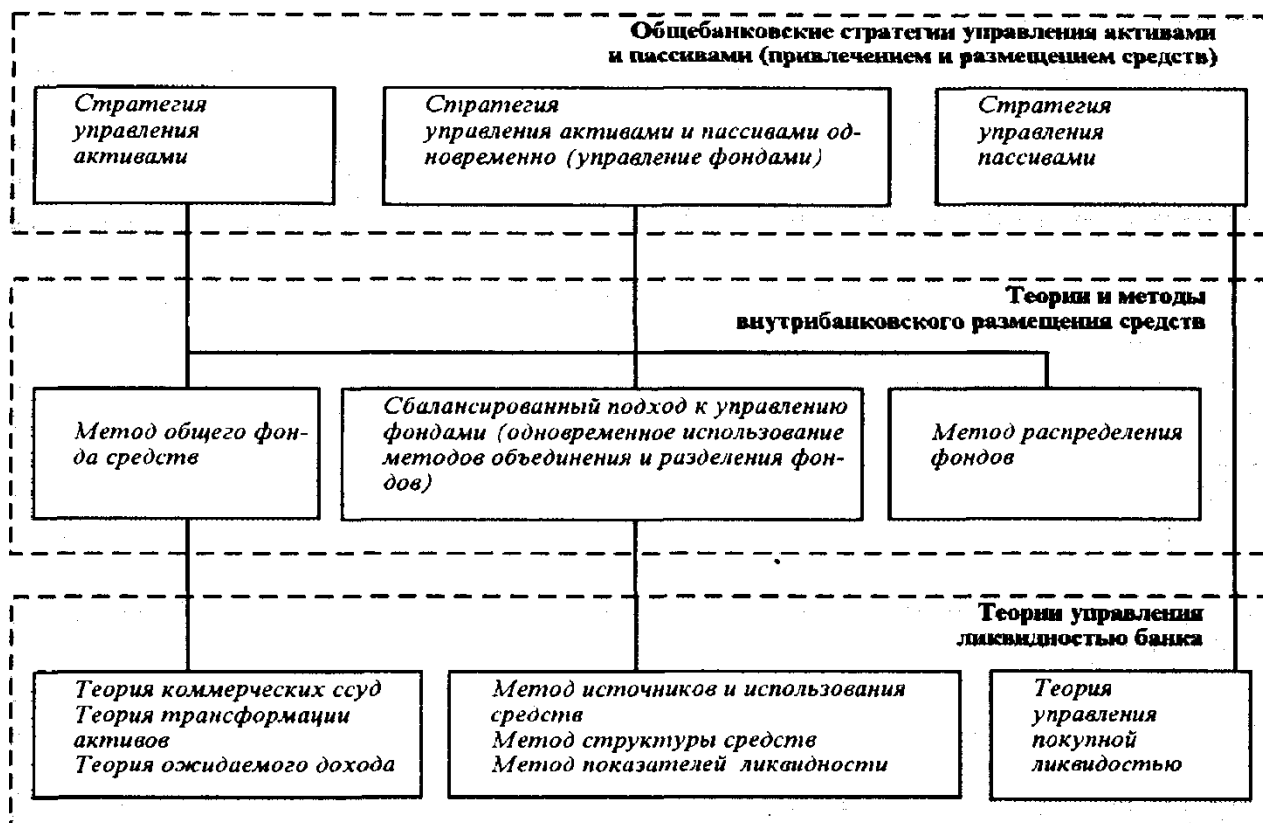 Общебанковские стратегии управления активами
и пассивами (привлечением и размещением средств)
Стратегия
управления
активами
Стратегия
управления активами и пассивами од-
новременно (управление фондами)
Стратегия
управления
пассивами
Теории и методы
внутрибанковского размещения средств
Метод общего фон-
да средств
Сбалансированный подход к управлению
фондами (одновременное использование
методов объединения и разделения фон-
дов)
Метод распределения
фондов
Теории управления
ликвидностью банка
Теория коммерческих ссуд
Теория трансформации
активов
Теория ожидаемого дохода
Метод источников и использования
средств
Метод структуры средств
Метод показателей ликвидности
Теория
управления
покупной
ликвидостью